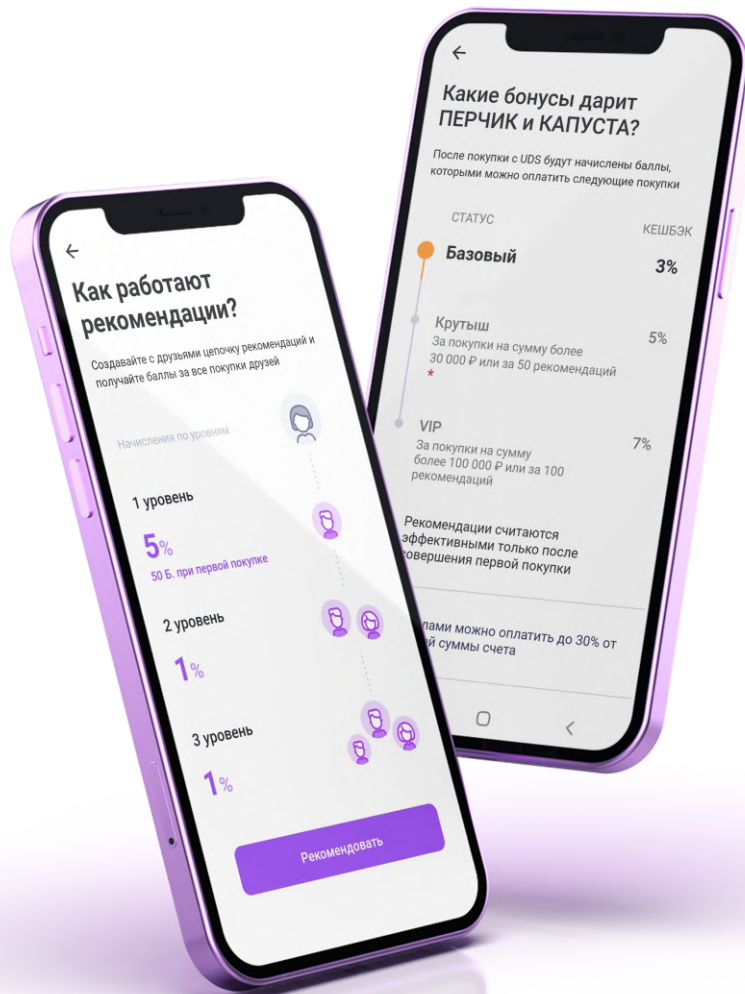 Как работают
рекомендации?
Создавайте с друзьями цепочку рекомендаций и
получайте баллы за все покупки друзей
Начисления по уровням
1 уровень
5%
50 Б. при первой покупке
2 уровень
1%
3 уровень
1%
Рекомендовать
Какие бонусы дарит
ПЕРЧИК и КАПУСТА?
После покупки с UDS будут начислены баллы,
которыми можно оплатить следующие покупки
СТАТУС КЕШБЭК
Базовый 3%
Крутыш 5%
За покупки на сумму более
30 000 ₽ или за 50 рекомендаций
*
VIP 7%
За покупки на сумму
более 100 000 ₽ или за 100
рекомендаций
Рекомендации считаются
эффективными только после
совершения первой покупки
можно оплатить до 30% от
суммы счета